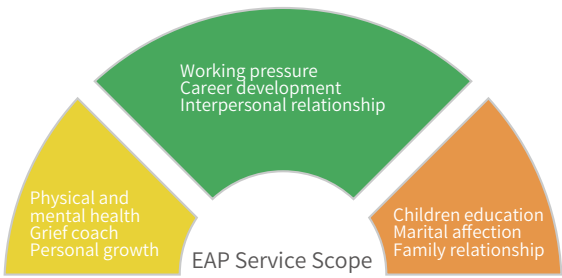 Working pressure
Career development
Interpersonal relationship
Physical and
mental health
Grief coach
Personal growth
Children education
Marital affection
Family relationship
EAP Service Scope